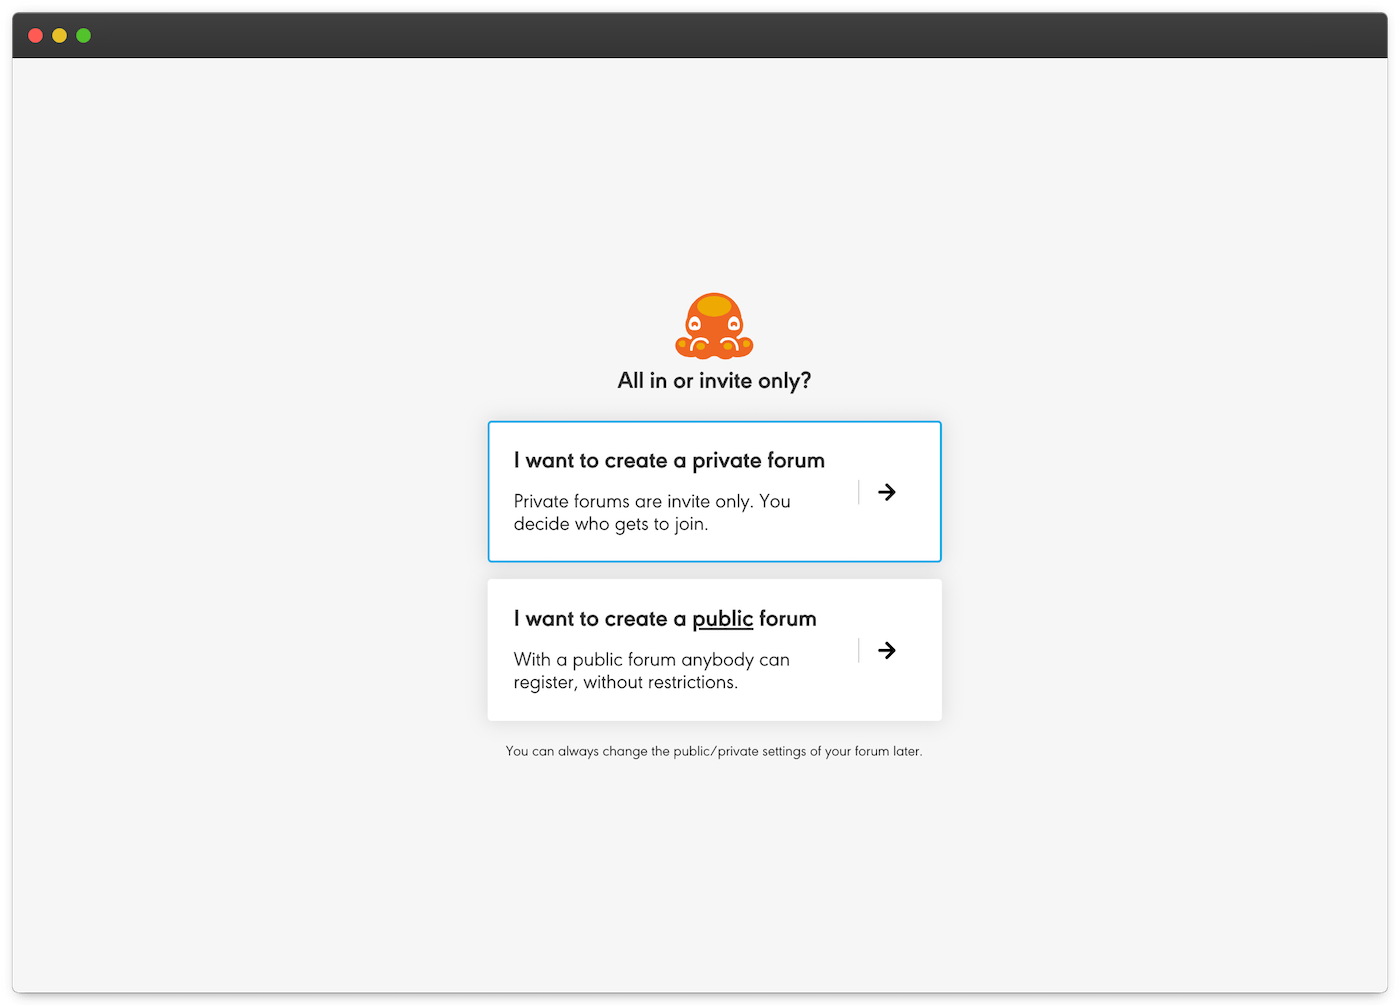 All in or invite only?
I want to create a private forum
Private forums are invite only. You
decide who gets to join.
I want to create a public forum
With a public forum anybody can
register, without restrictions.
You can always change the public/private settings of your forum later.